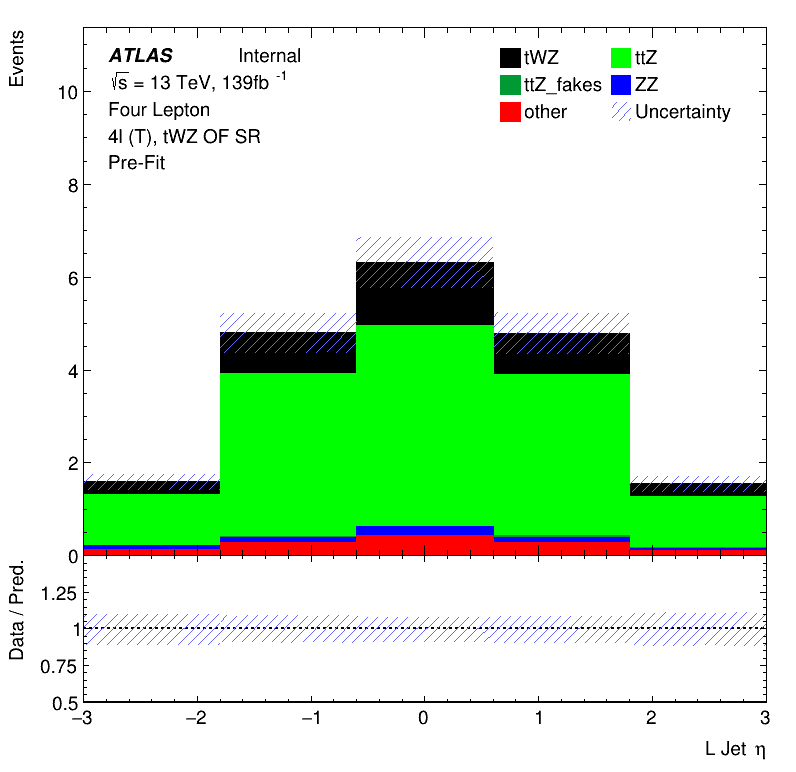 Events
ATLAS Internal
√s = 13 TeV, 139fb⁻¹
Four Lepton
4l (T), tWZ OF SR
Pre-Fit
tWZ ttZ
ttZ_fakes ZZ
other Uncertainty
10
8
6
4
2
0
Data / Pred.
1.25
1
0.75
0.5
−3 −2 −1 0 1 2 3
L Jet η